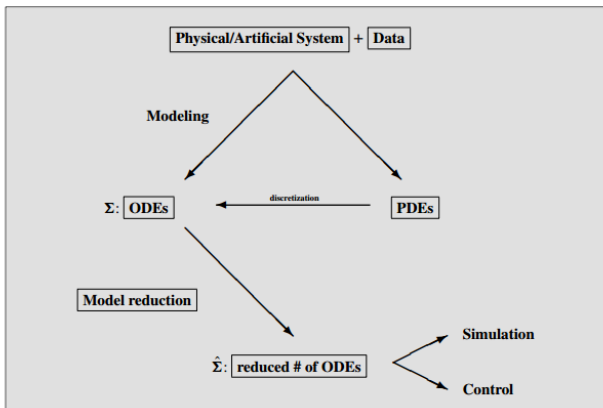 Physical/Artificial System + Data
Modeling
discretization
Σ: ODEs
PDEs
Model reduction
Simulation
Σ̂: reduced # of ODEs
Control